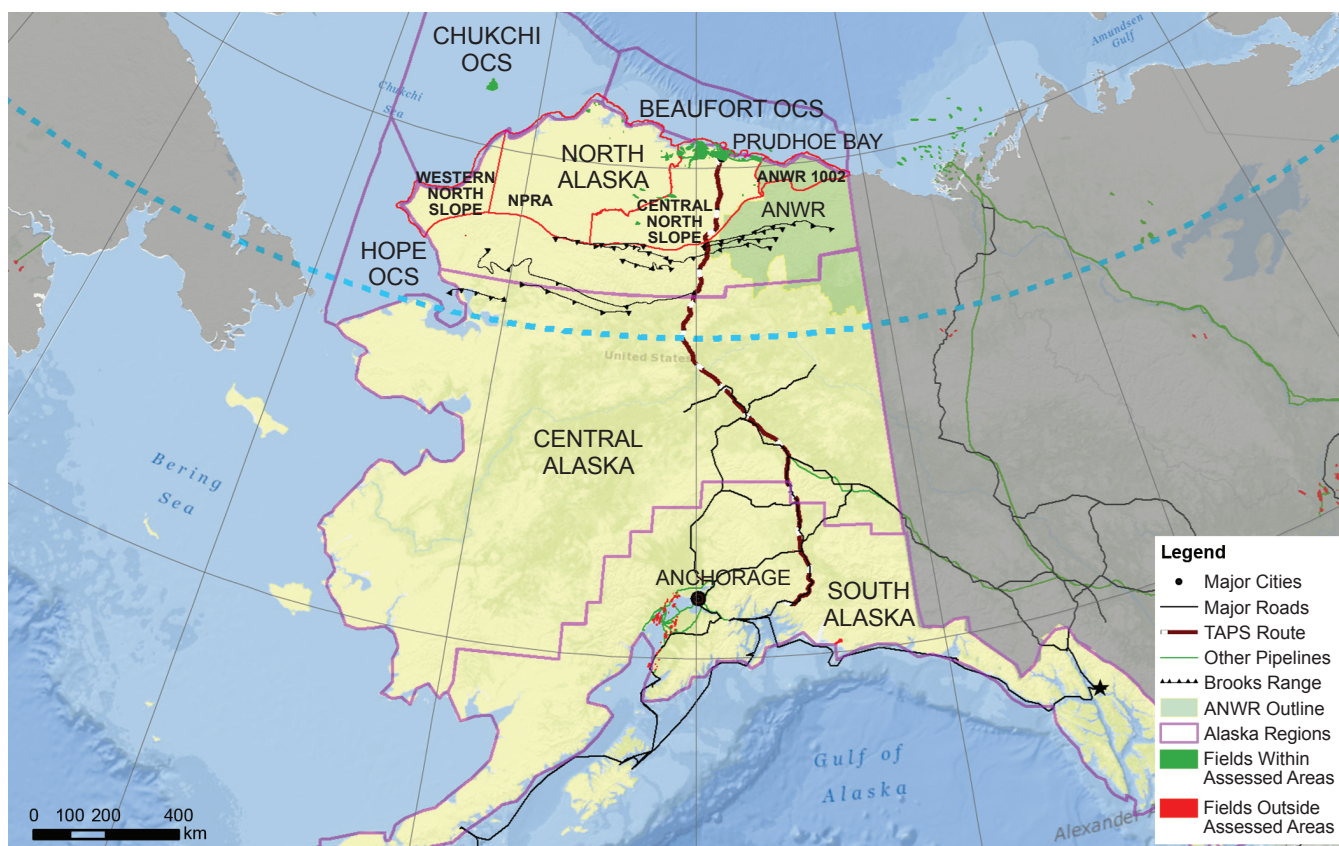 CHUKCHI
OCS
Chukchi
Sea
Amundsen
Gulf
BEAUFORT OCS
PRUDHOE BAY
NORTH
ALASKA
WESTERN
NORTH
SLOPE
NPRA
ANWR 1002
CENTRAL
NORTH
SLOPE
ANWR
HOPE
OCS
United States
CENTRAL
ALASKA
Bering
Sea
ANCHORAGE
SOUTH
ALASKA
Gulf of
Alaska
Alexander
0 100 200 400
km
Legend
Major Cities
Major Roads
TAPS Route
Other Pipelines
Brooks Range
ANWR Outline
Alaska Regions
Fields Within
Assessed Areas
Fields Outside
Assessed Areas